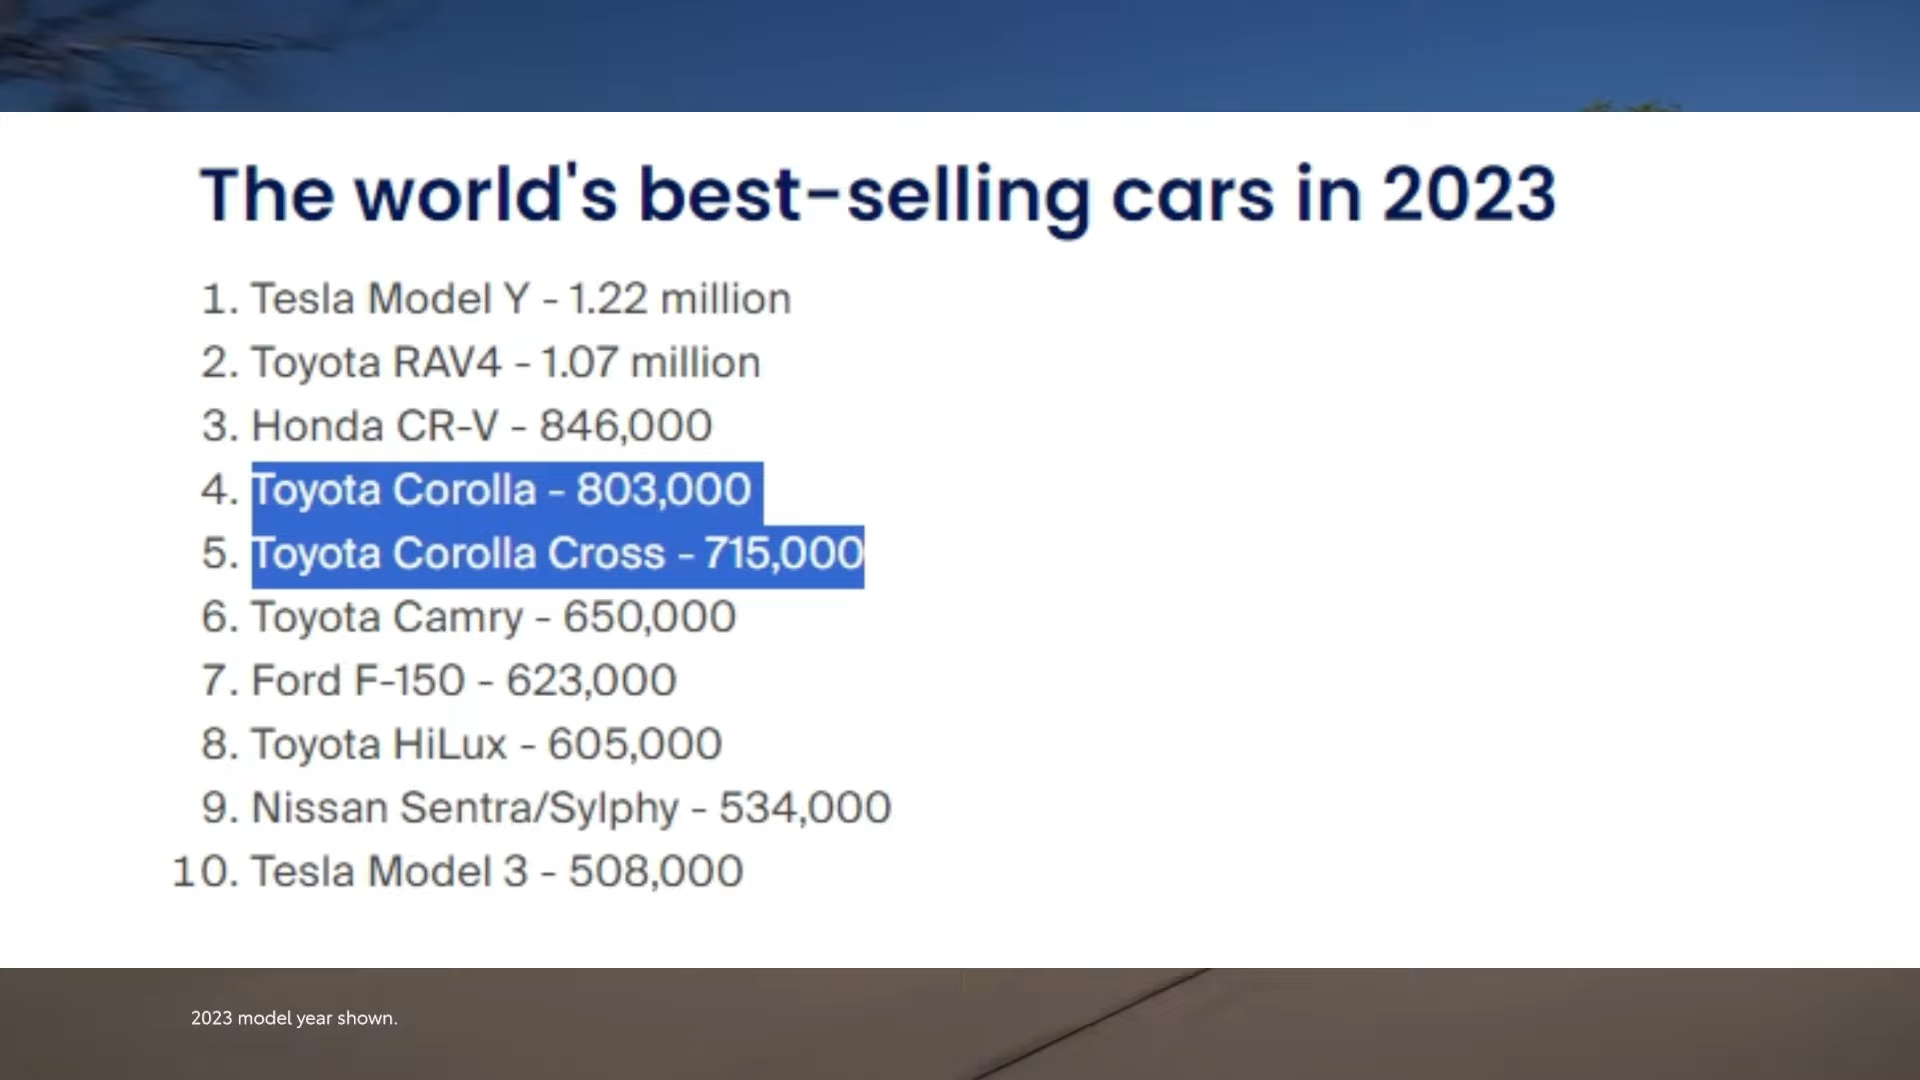 The world's best-selling cars in 2023
1. Tesla Model Y - 1.22 million
2. Toyota RAV4 - 1.07 million
3. Honda CR-V - 846,000
4. Toyota Corolla - 803,000
5. Toyota Corolla Cross - 715,000
6. Toyota Camry - 650,000
7. Ford F-150 - 623,000
8. Toyota HiLux - 605,000
9. Nissan Sentra/Sylphy - 534,000
10. Tesla Model 3 - 508,000
2023 model year shown.